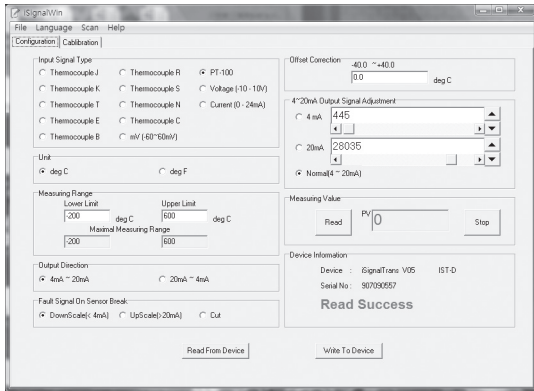 iSignalWin
File Language Scan Help
Configuration Cablibration
Input Signal Type
Thermocouple J
Thermocouple R
PT-100
Thermocouple K
Thermocouple S
Voltage (-10 - 10V)
Thermocouple T
Thermocouple N
Current (0 - 24mA)
Thermocouple E
Thermocouple C
Thermocouple B
mV (-60~60mV)
Unit
deg C
deg F
Measuring Range
Lower Limit
Upper Limit
-200 deg C
600 deg C
Maximal Measuring Range
-200
600
Output Direction
4mA ~ 20mA
20mA ~ 4mA
Fault Signal On Sensor Break
DownScale(< 4mA)
UpScale(>20mA)
Cut
Offset Correction
-40.0 ~+40.0
0.0 deg C
4~20mA Output Signal Adjustment
4 mA
445
20mA
28035
Normal(4 ~ 20mA)
Measuring Value
Read
PV 0
Stop
Device Information
Device : iSignalTrans V05 IST-D
Serial No : 907090557
Read Success
Read From Device
Write To Device